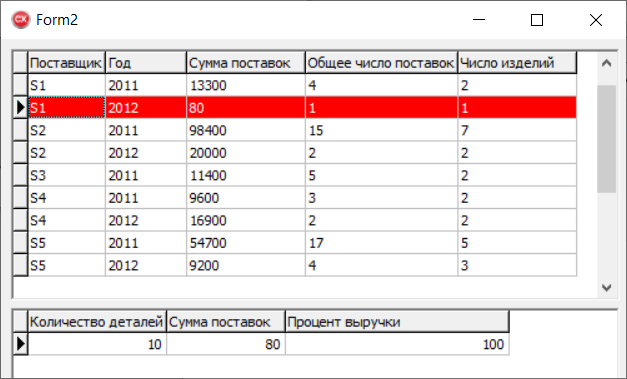 CX Form2
Поставщик Год Сумма поставок Общее число поставок Число изделий
S1 2011 13300 4 2
S1 2012 80 1 1
S2 2011 98400 15 7
S2 2012 20000 2 2
S3 2011 11400 5 2
S4 2011 9600 3 2
S4 2012 16900 2 2
S5 2011 54700 17 5
S5 2012 9200 4 3
Количество деталей Сумма поставок Процент выручки
10 80 100